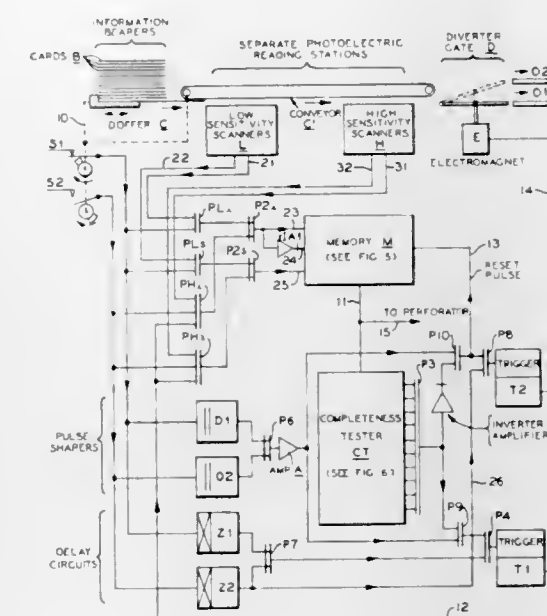 INFORMATION
BEARERS
CARDS B
SEPARATE PHOTOELECTRIC
READING STATIONS
DIVERTER
GATE D
D2
D1
DOFFER C
CONVEYOR
C'
LOW
SENSITIVITY
SCANNERS
L
HIGH
SENSITIVITY
SCANNERS
H
E
ELECTROMAGNET
10
S1
S2
22
21
32
31
14
PLA
P2A
23
A1
24
MEMORY M
(SEE FIG 5)
13
RESET
PULSE
PLB
P2B
25
PHA
PHB
11
TO PERFORATER
15
P10
P8
TRIGGER
T2
P3
INVERTER
AMPLIFIER
PULSE
SHAPERS
D1
D2
P6
AMP A
COMPLETENESS
TESTER
CT
(SEE FIG 6)
26
P9
P4
TRIGGER
T1
DELAY
CIRCUITS
Z1
Z2
P7
12